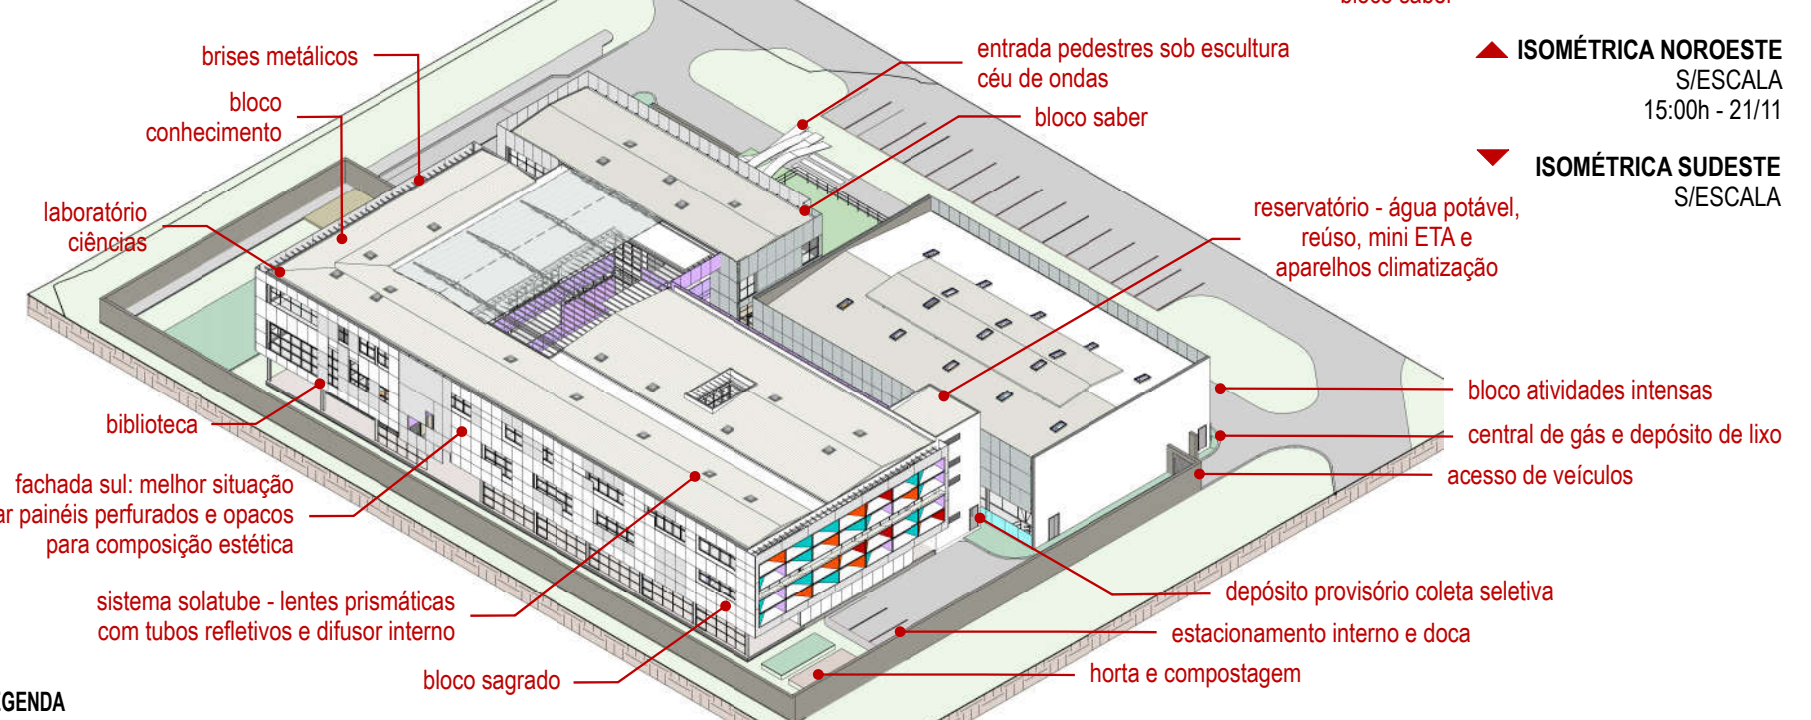 ISOMÉTRICA NOROESTE
S/ESCALA
15:00h - 21/11
ISOMÉTRICA SUDESTE
S/ESCALA
brises metálicos
bloco
conhecimento
laboratório
ciências
biblioteca
fachada sul: melhor situação
painéis perfurados e opacos
para composição estética
sistema solatube - lentes prismáticas
com tubos refletivos e difusor interno
bloco sagrado
entrada pedestres sob escultura
céu de ondas
bloco saber
reservatório - água potável,
reúso, mini ETA e
aparelhos climatização
bloco atividades intensas
central de gás e depósito de lixo
acesso de veículos
depósito provisório coleta seletiva
estacionamento interno e doca
horta e compostagem